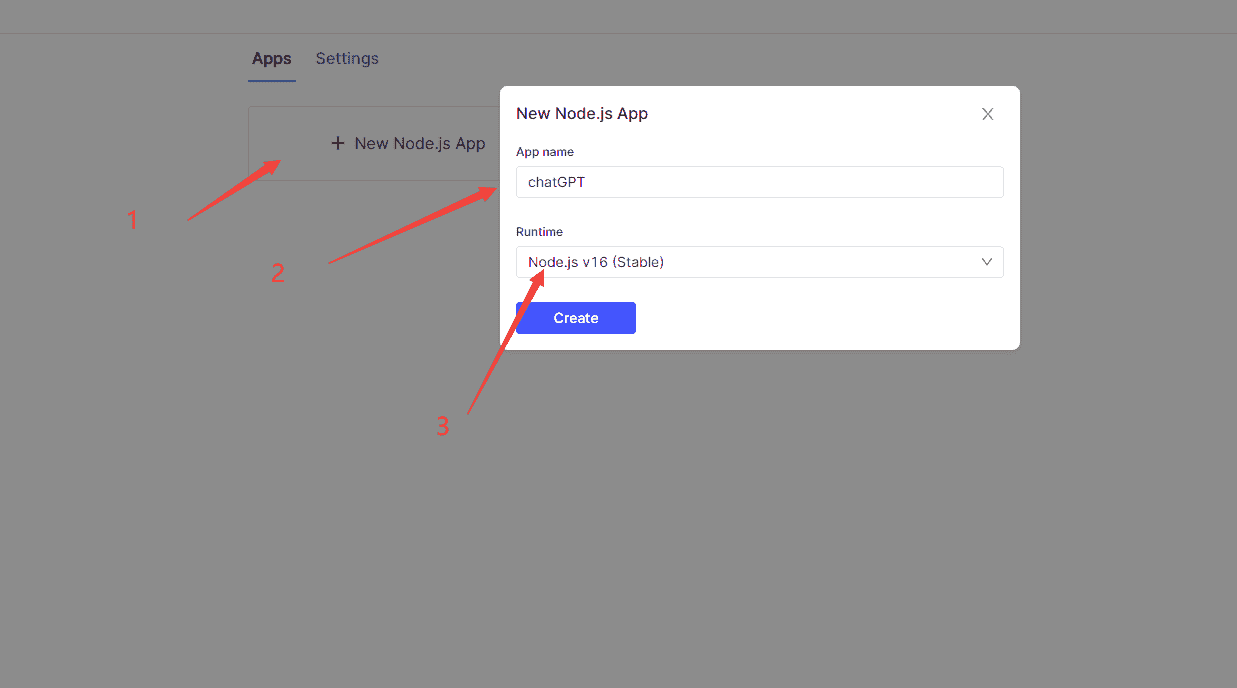 Apps Settings
+ New Node.js App
1
2
3
New Node.js App
App name
chatGPT
Runtime
Node.js v16 (Stable)
Create